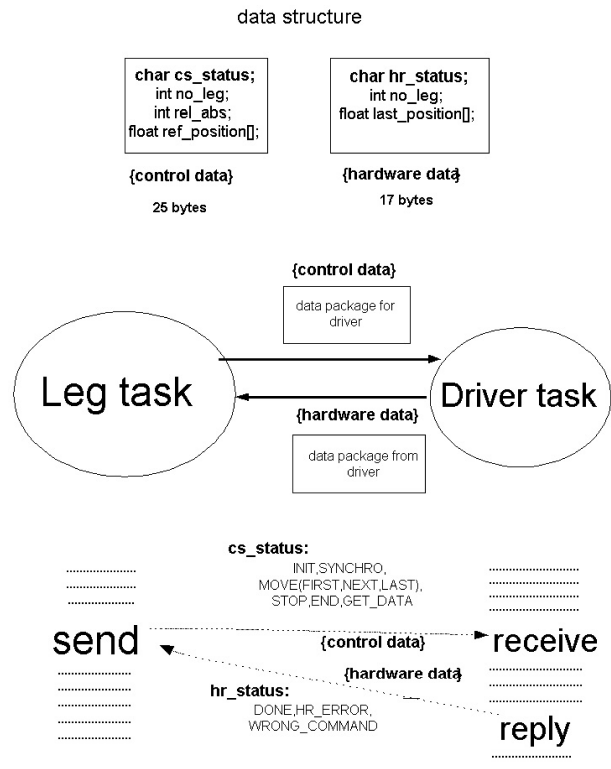 data structure
char cs_status;
int no_leg;
int rel_abs;
float ref_position[];
char hr_status;
int no_leg;
float last_position[];
{control data}
25 bytes
{hardware data}
17 bytes
{control data}
data package for
driver
Leg task
Driver task
{hardware data}
data package from
driver
cs_status:
INIT,SYNCHRO,
MOVE(FIRST,NEXT,LAST),
STOP,END,GET_DATA
send
{control data}
receive
{hardware data}
hr_status:
DONE,HR_ERROR,
WRONG_COMMAND
reply